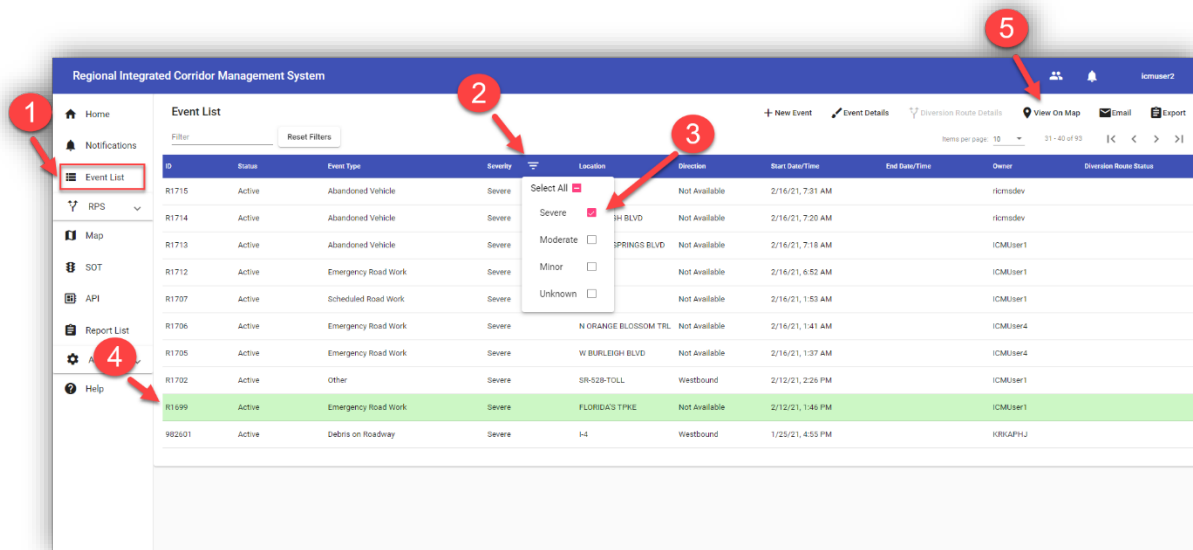 5
Regional Integrated Corridor Management System
icmuser2
1
2
3
4
Home
Notifications
Event List
RPS
Map
SOT
API
Report List
A
Help
Event List
+ New Event
Event Details
Diversion Route Details
View On Map
Email
Export
Filter
Reset Filters
Items per page: 10
31 - 40 of 93
ID Status Event Type Severity Location Direction Start Date/Time End Date/Time Owner Diversion Route Status
R1715 Active Abandoned Vehicle Severe Not Available 2/16/21, 7:31 AM ricmsdev
R1714 Active Abandoned Vehicle Severe GH BLVD Not Available 2/16/21, 7:20 AM ricmsdev
R1713 Active Abandoned Vehicle Severe SPRINGS BLVD Not Available 2/16/21, 7:18 AM ICMUser1
R1712 Active Emergency Road Work Severe Not Available 2/16/21, 6:52 AM ICMUser1
R1707 Active Scheduled Road Work Severe Not Available 2/16/21, 1:53 AM ICMUser1
R1706 Active Emergency Road Work Severe N ORANGE BLOSSOM TRL Not Available 2/16/21, 1:41 AM ICMUser4
R1705 Active Emergency Road Work Severe W BURLEIGH BLVD Not Available 2/16/21, 1:37 AM ICMUser4
R1702 Active Other Severe SR-528-TOLL Westbound 2/12/21, 2:26 PM ICMUser1
R1699 Active Emergency Road Work Severe FLORIDA'S TPKE Not Available 2/12/21, 1:46 PM ICMUser1
982601 Active Debris on Roadway Severe I-4 Westbound 1/25/21, 4:55 PM KRKAPHJ
Select All
Severe
Moderate
Minor
Unknown